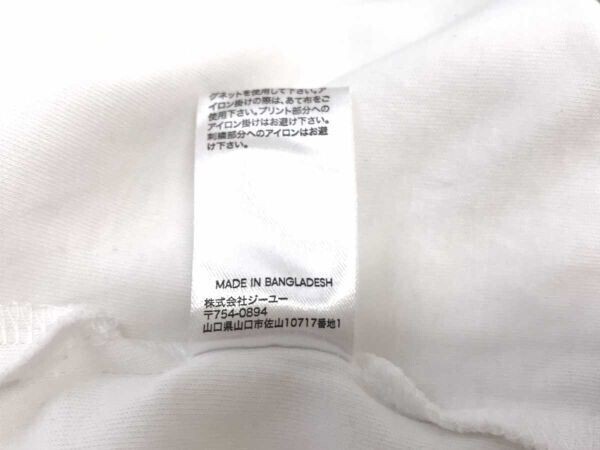 グネットを使用して下さい。ア
イロン掛けの際は、あて布をご
使用下さい。プリント部分への
アイロン掛けはお避け下さい。
刺繍部分へのアイロンはお避
け下さい。
MADE IN BANGLADESH
株式会社ジーユー
〒754-0894
山口県山口市佐山10717番地1